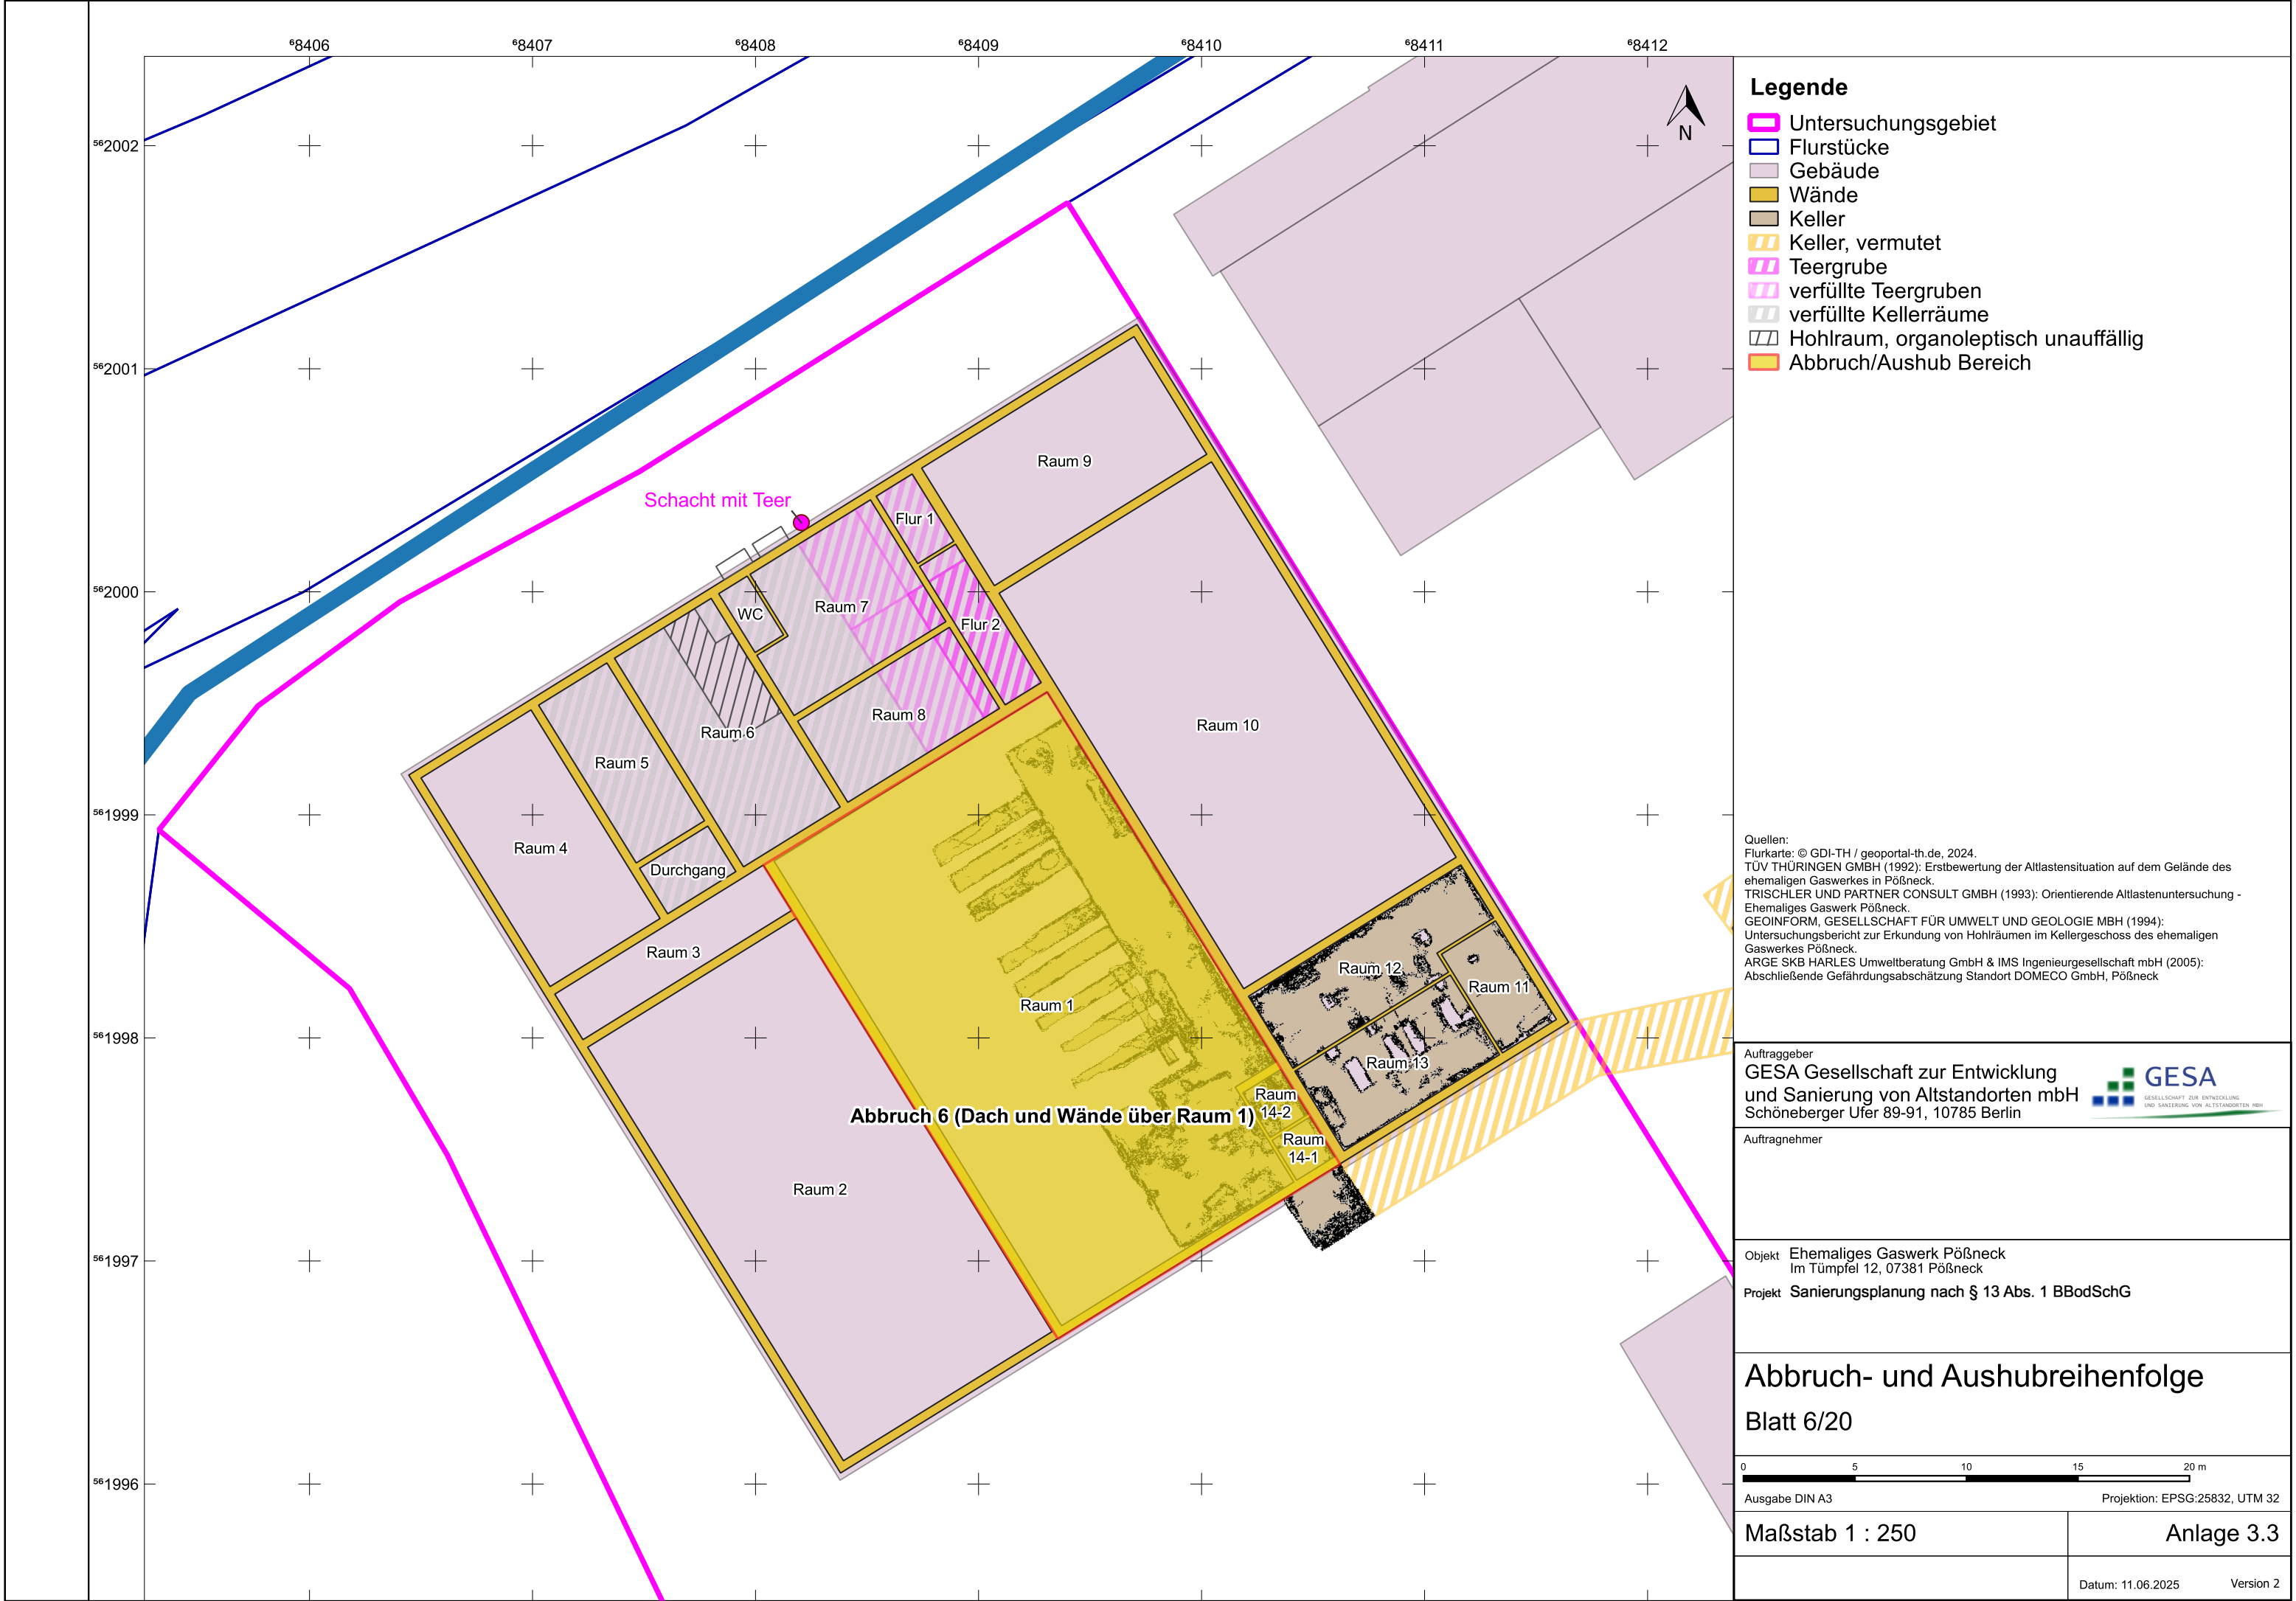 ⁶8406 ⁶8407 ⁶8408 ⁶8409 ⁶8410 ⁶8411 ⁶8412
⁵⁶2002
⁵⁶2001
⁵⁶2000
⁵⁶1999
⁵⁶1998
⁵⁶1997
⁵⁶1996
N
Raum 9
Schacht mit Teer
Flur 1
Raum 7
WC
Flur 2
Raum 8
Raum 6
Raum 10
Raum 5
Raum 4
Durchgang
Raum 3
Raum 12
Raum 11
Raum 1
Raum 13
Raum
14-2
Abbruch 6 (Dach und Wände über Raum 1)
Raum
14-1
Raum 2
Legende
Untersuchungsgebiet
Flurstücke
Gebäude
Wände
Keller
Keller, vermutet
Teergrube
verfüllte Teergruben
verfüllte Kellerräume
Hohlraum, organoleptisch unauffällig
Abbruch/Aushub Bereich
Quellen:
Flurkarte: © GDI-TH / geoportal-th.de, 2024.
TÜV THÜRINGEN GMBH (1992): Erstbewertung der Altlastensituation auf dem Gelände des
ehemaligen Gaswerkes in Pößneck.
TRISCHLER UND PARTNER CONSULT GMBH (1993): Orientierende Altlastenuntersuchung -
Ehemaliges Gaswerk Pößneck.
GEOINFORM, GESELLSCHAFT FÜR UMWELT UND GEOLOGIE MBH (1994):
Untersuchungsbericht zur Erkundung von Hohlräumen im Kellergeschoss des ehemaligen
Gaswerkes Pößneck.
ARGE SKB HARLES Umweltberatung GmbH & IMS Ingenieurgesellschaft mbH (2005):
Abschließende Gefährdungsabschätzung Standort DOMECO GmbH, Pößneck
Auftraggeber
GESA Gesellschaft zur Entwicklung
und Sanierung von Altstandorten mbH
Schöneberger Ufer 89-91, 10785 Berlin
GESA
GESELLSCHAFT ZUR ENTWICKLUNG
UND SANIERUNG VON ALTSTANDORTEN MBH
Auftragnehmer
Objekt Ehemaliges Gaswerk Pößneck
Im Tümpfel 12, 07381 Pößneck
Projekt Sanierungsplanung nach § 13 Abs. 1 BBodSchG
Abbruch- und Aushubreihenfolge
Blatt 6/20
0 5 10 15 20 m
Ausgabe DIN A3 Projektion: EPSG:25832, UTM 32
Maßstab 1 : 250 Anlage 3.3
Datum: 11.06.2025 Version 2